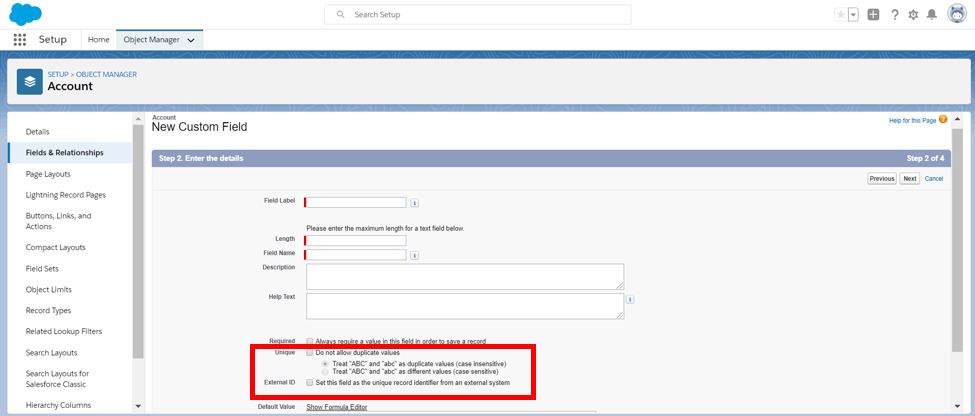 Search Setup
Setup
Home
Object Manager
SETUP > OBJECT MANAGER
Account
Details
Fields & Relationships
Page Layouts
Lightning Record Pages
Buttons, Links, and
Actions
Compact Layouts
Field Sets
Object Limits
Record Types
Related Lookup Filters
Search Layouts
Search Layouts for
Salesforce Classic
Hierarchy Columns
Account
New Custom Field
Help for this Page ?
Step 2. Enter the details
Step 2 of 4
Previous
Next
Cancel
Field Label
i
Please enter the maximum length for a text field below.
Length
Field Name
i
Description
Help Text
i
Required
Always require a value in this field in order to save a record
Unique
Do not allow duplicate values
Treat "ABC" and "abc" as duplicate values (case insensitive)
Treat "ABC" and "abc" as different values (case sensitive)
External ID
Set this field as the unique record identifier from an external system
Default Value
Show Formula Editor